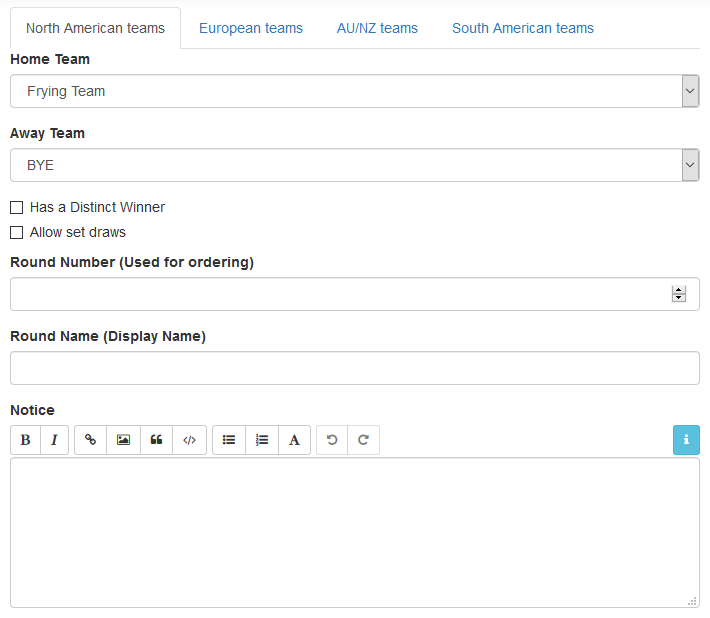 North American teams European teams AU/NZ teams South American teams
Home Team
Frying Team
Away Team
BYE
Has a Distinct Winner
Allow set draws
Round Number (Used for ordering)
Round Name (Display Name)
Notice
B I </> A i